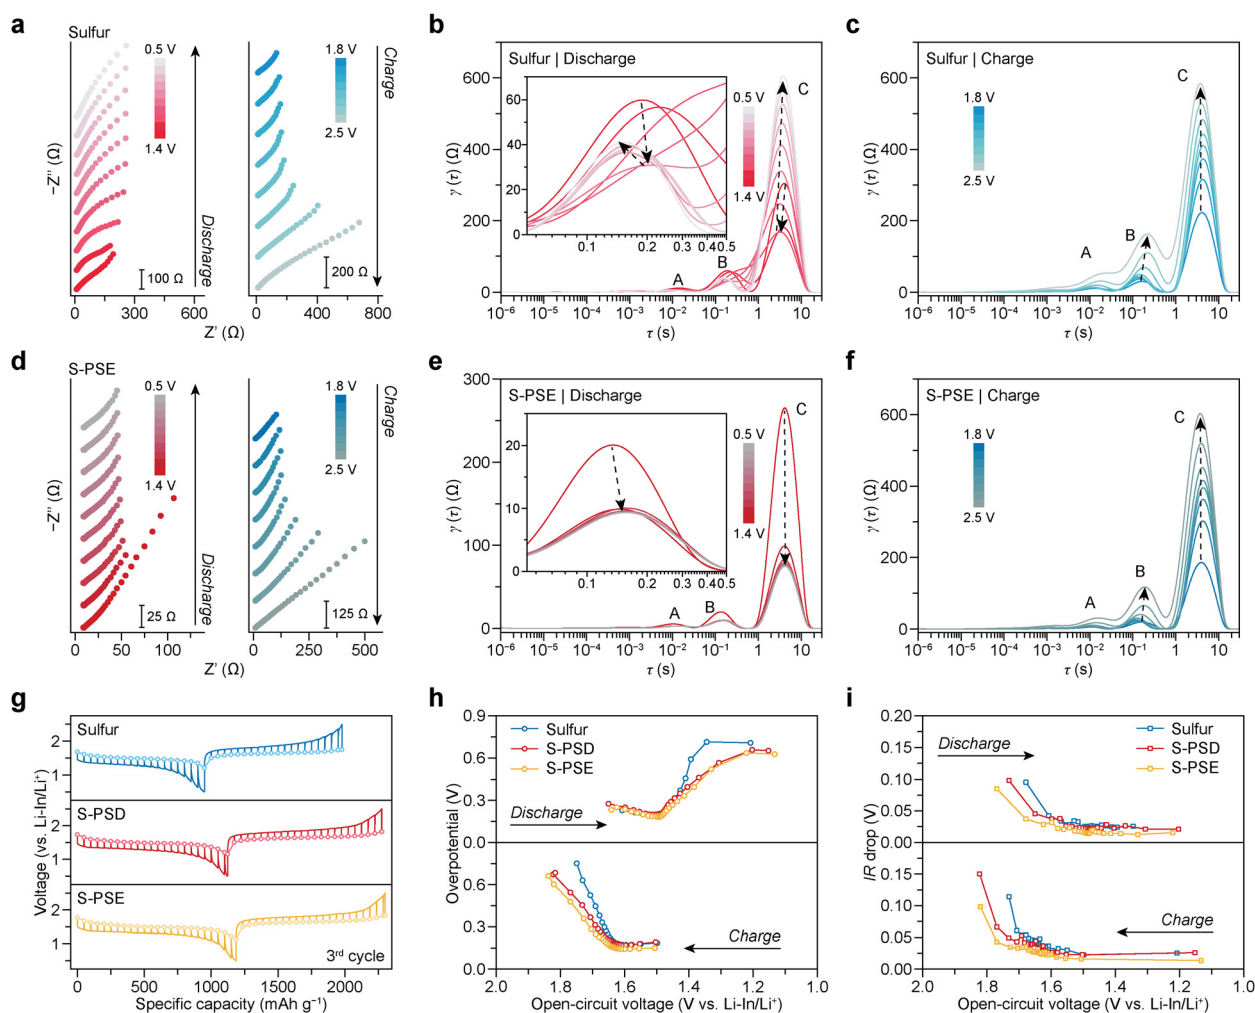 a
Sulfur
0.5 V
1.4 V
Discharge
100 Ω
−Z'' (Ω)
0 300 600
Z' (Ω)
1.8 V
2.5 V
Charge
200 Ω
0 200 400 600 800
b
Sulfur | Discharge
γ (τ) (Ω)
600
400
200
0
60
40
20
0
0.1 0.2 0.3 0.4 0.5
0.5 V
1.4 V
A
B
C
10⁻⁶ 10⁻⁵ 10⁻⁴ 10⁻³ 10⁻² 10⁻¹ 1 10
τ (s)
c
Sulfur | Charge
γ (τ) (Ω)
600
400
200
0
1.8 V
2.5 V
A
B
C
10⁻⁶ 10⁻⁵ 10⁻⁴ 10⁻³ 10⁻² 10⁻¹ 1 10
τ (s)
d
S-PSE
0.5 V
1.4 V
Discharge
25 Ω
−Z'' (Ω)
0 50 100
Z' (Ω)
1.8 V
2.5 V
Charge
125 Ω
0 250 500
e
S-PSE | Discharge
γ (τ) (Ω)
300
200
100
0
20
10
0
0.1 0.2 0.3 0.4 0.5
0.5 V
1.4 V
A
B
C
10⁻⁶ 10⁻⁵ 10⁻⁴ 10⁻³ 10⁻² 10⁻¹ 1 10
τ (s)
f
S-PSE | Charge
γ (τ) (Ω)
600
400
200
0
1.8 V
2.5 V
A
B
C
10⁻⁶ 10⁻⁵ 10⁻⁴ 10⁻³ 10⁻² 10⁻¹ 1 10
τ (s)
g
Voltage (vs. Li-In/Li⁺)
Sulfur
2
1
S-PSD
2
1
S-PSE
2
1
3rd cycle
0 500 1000 1500 2000
Specific capacity (mAh g⁻¹)
h
Overpotential (V)
0.9
0.6
0.3
0.0
0.6
0.3
0.0
Sulfur
S-PSD
S-PSE
Discharge
Charge
1.8 1.6 1.4 1.2 1.0
Open-circuit voltage (V vs. Li-In/Li⁺)
i
IR drop (V)
0.20
0.15
0.10
0.05
0.00
0.15
0.10
0.05
0.00
Discharge
Sulfur
S-PSD
S-PSE
Charge
2.0 1.8 1.6 1.4 1.2 1.0
Open-circuit voltage (V vs. Li-In/Li⁺)